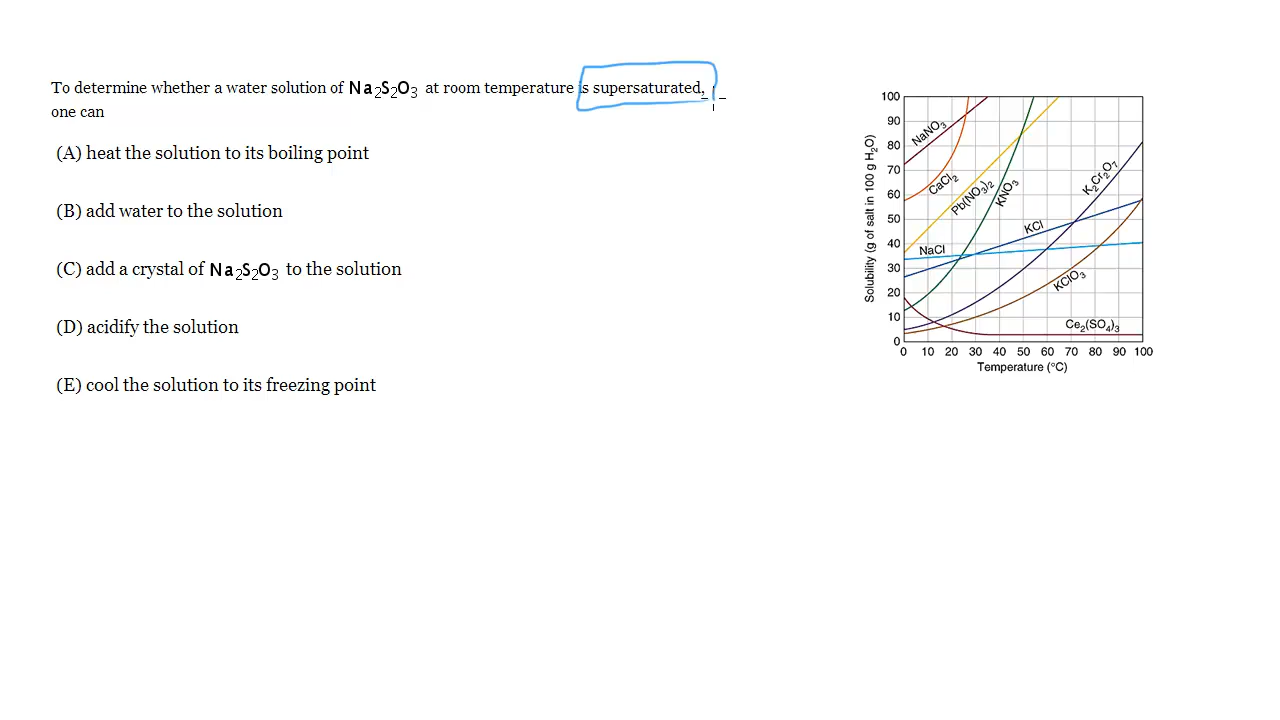 To determine whether a water solution of Na₂S₂O₃ at room temperature is supersaturated,
one can
(A) heat the solution to its boiling point
(B) add water to the solution
(C) add a crystal of Na₂S₂O₃ to the solution
(D) acidify the solution
(E) cool the solution to its freezing point
Solubility (g of salt in 100 g H₂O)
100
90
80
70
60
50
40
30
20
10
0
NaNO₃
CaCl₂
Pb(NO₃)₂
KNO₃
K₂Cr₂O₇
KCl
NaCl
KClO₃
Ce₂(SO₄)₃
0 10 20 30 40 50 60 70 80 90 100
Temperature (°C)